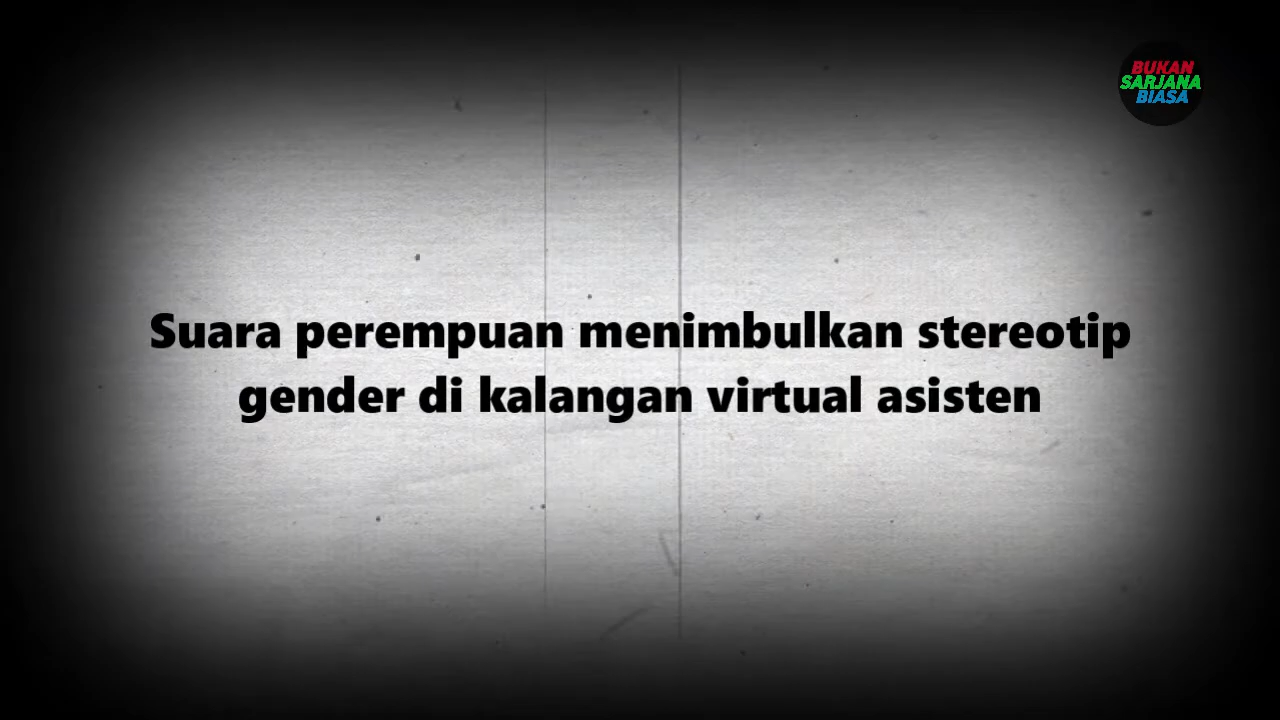 BUKAN
SARJANA
BIASA
Suara perempuan menimbulkan stereotip
gender di kalangan virtual asisten